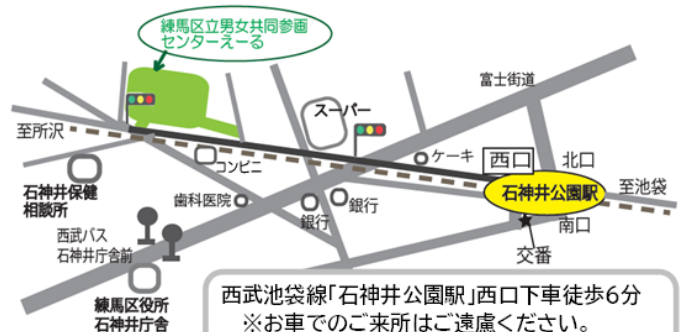 練馬区立男女共同参画
センターえーる
富士街道
スーパー
至所沢
コンビニ
ケーキ
西口
北口
石神井公園駅
至池袋
石神井保健
相談所
歯科医院
銀行
銀行
南口
交番
西武バス
石神井庁舎前
練馬区役所
石神井庁舎
西武池袋線「石神井公園駅」西口下車徒歩6分
※お車でのご来所はご遠慮ください。